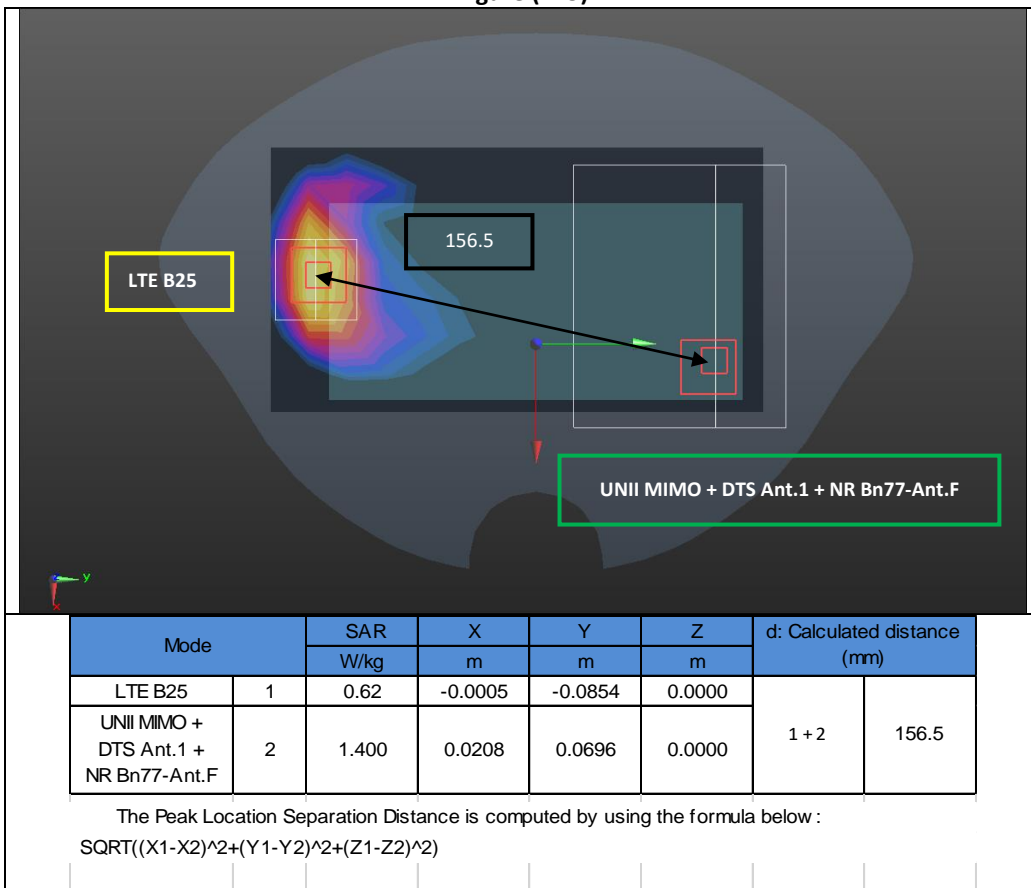 156.5
LTE B25
UNII MIMO + DTS Ant.1 + NR Bn77-Ant.F
y
x
Mode SAR X Y Z d: Calculated distance (mm)
W/kg m m m
LTE B25 1 0.62 -0.0005 -0.0854 0.0000 1 + 2 156.5
UNII MIMO +
DTS Ant.1 + 2 1.400 0.0208 0.0696 0.0000
NR Bn77-Ant.F
The Peak Location Separation Distance is computed by using the formula below :
SQRT((X1-X2)^2+(Y1-Y2)^2+(Z1-Z2)^2)